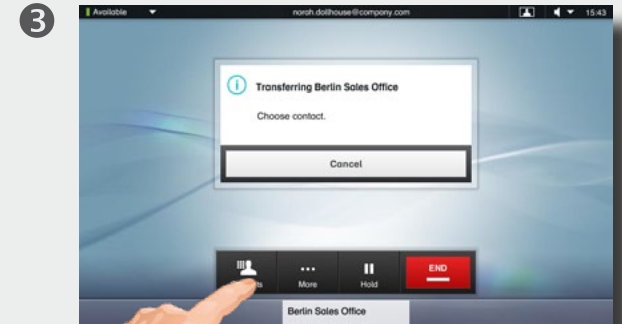 3
Available norah.dollhouse@company.com 15:43
Transferring Berlin Sales Office
Choose contact.
Cancel
More Hold END
Berlin Sales Office